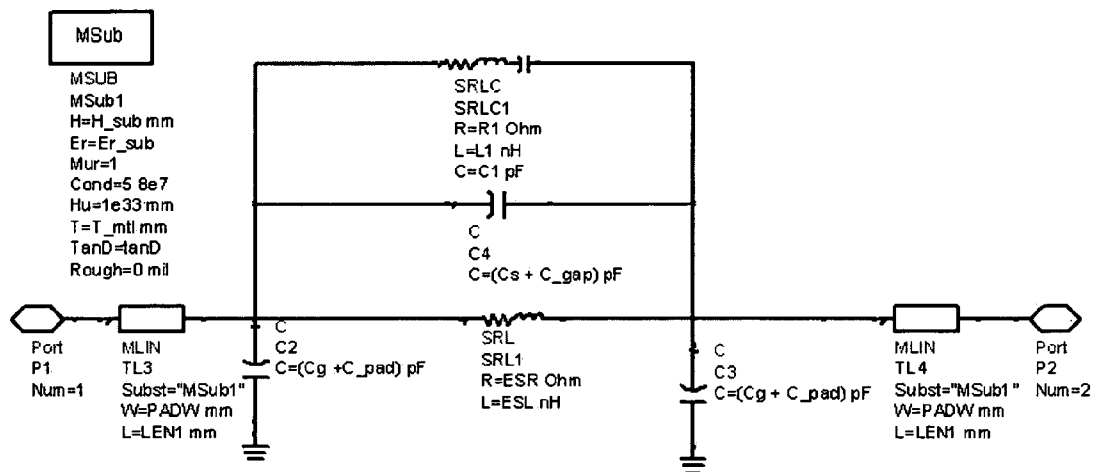 MSub
MSUB
MSub1
H=H_sub mm
Er=Er_sub
Mur=1
Cond=5.8e7
Hu=1e33 mm
T=T_mtl mm
TanD=tanD
Rough=0 mil
SRLC
SRLC1
R=R1 Ohm
L=L1 nH
C=C1 pF
C
C4
C=(Cs + C_gap) pF
Port
P1
Num=1
MLIN
TL3
Subst="MSub1"
W=PADW mm
L=LEN1 mm
C
C2
C=(Cg +C_pad) pF
SRL
SRL1
R=ESR Ohm
L=ESL nH
C
C3
C=(Cg + C_pad) pF
MLIN
TL4
Subst="MSub1"
W=PADW mm
L=LEN1 mm
Port
P2
Num=2